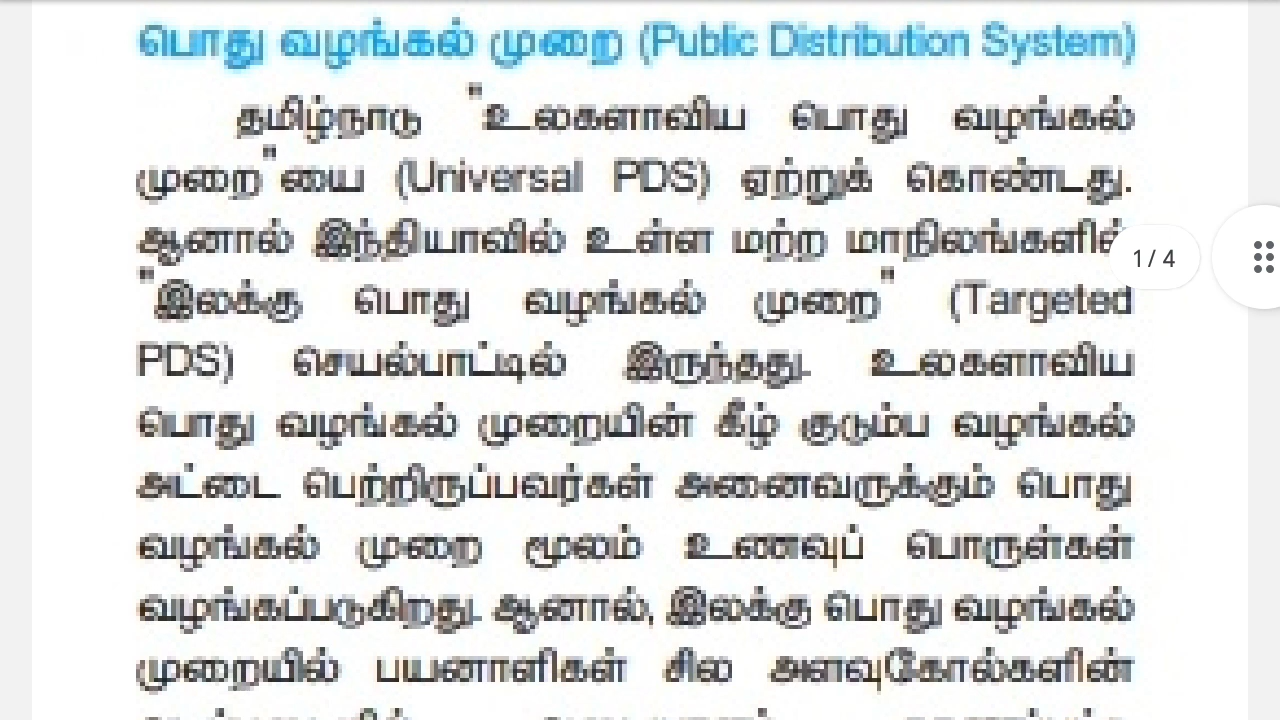 பொது வழங்கல் முறை (Public Distribution System)
தமிழ்நாடு "உலகளாவிய பொது வழங்கல்
முறை"யை (Universal PDS) ஏற்றுக் கொண்டது.
ஆனால் இந்தியாவில் உள்ள மற்ற மாநிலங்களில்
1 / 4
"இலக்கு பொது வழங்கல் முறை" (Targeted
PDS) செயல்பாட்டில் இருந்தது. உலகளாவிய
பொது வழங்கல் முறையின் கீழ் குடும்ப வழங்கல்
அட்டை பெற்றிருப்பவர்கள் அனைவருக்கும் பொது
வழங்கல் முறை மூலம் உணவுப் பொருள்கள்
வழங்கப்படுகிறது. ஆனால், இலக்கு பொது வழங்கல்
முறையில் பயனாளிகள் சில அளவுகோல்களின்